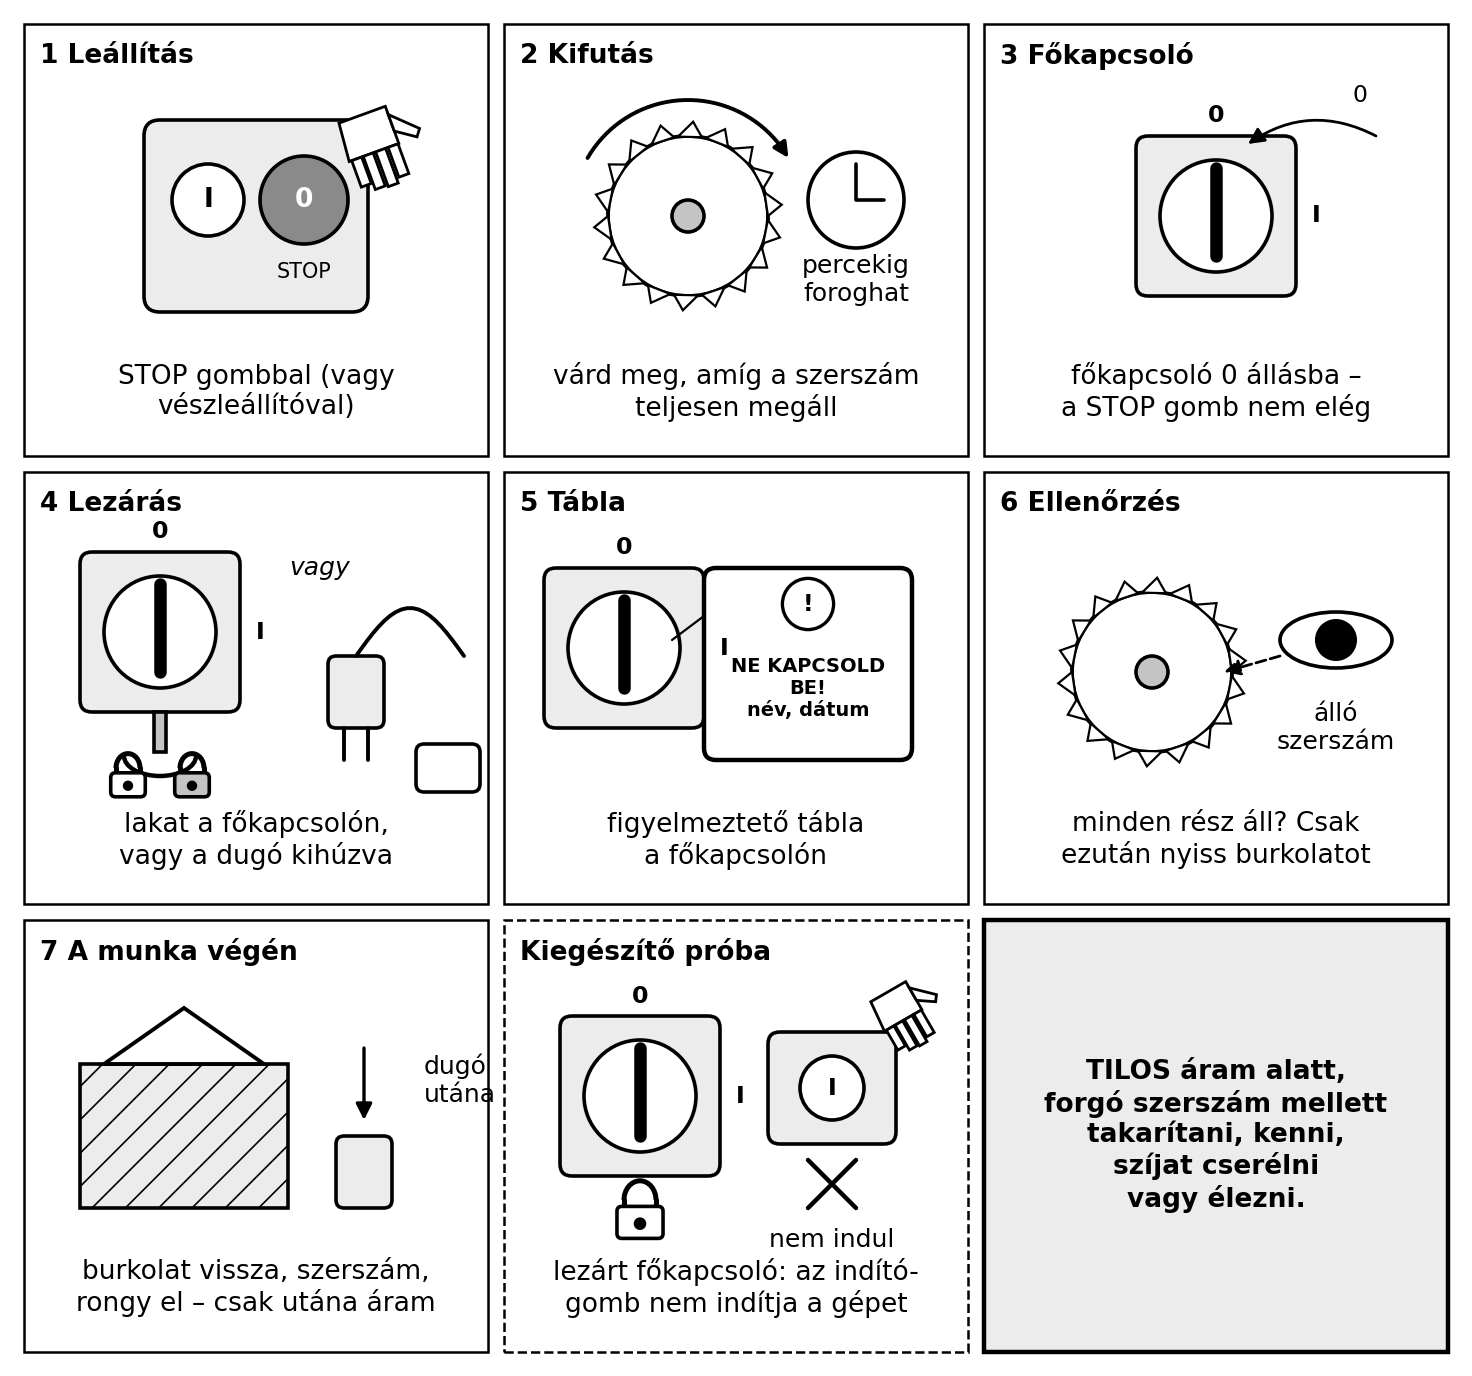 1 Leállítás
I
0
STOP
STOP gombbal (vagy
vészleállítóval)
2 Kifutás
percekig
foroghat
várd meg, amíg a szerszám
teljesen megáll
3 Főkapcsoló
0
0
I
főkapcsoló 0 állásba –
a STOP gomb nem elég
4 Lezárás
0
vagy
I
lakat a főkapcsolón,
vagy a dugó kihúzva
5 Tábla
0
!
I
NE KAPCSOLD
BE!
név, dátum
figyelmeztető tábla
a főkapcsolón
6 Ellenőrzés
álló
szerszám
minden rész áll? Csak
ezután nyiss burkolatot
7 A munka végén
dugó
utána
burkolat vissza, szerszám,
rongy el – csak utána áram
Kiegészítő próba
0
I
I
nem indul
lezárt főkapcsoló: az indító-
gomb nem indítja a gépet
TILOS áram alatt,
forgó szerszám mellett
takarítani, kenni,
szíjat cserélni
vagy élezni.